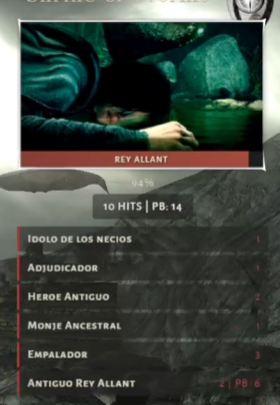 REY ALLANT
94%
10 HITS | PB: 14
IDOLO DE LOS NECIOS 1
ADJUDICADOR 1
HEROE ANTIGUO 2
MONJE ANCESTRAL 1
EMPALADOR 3
ANTIGUO REY ALLANT 2 | PB 6